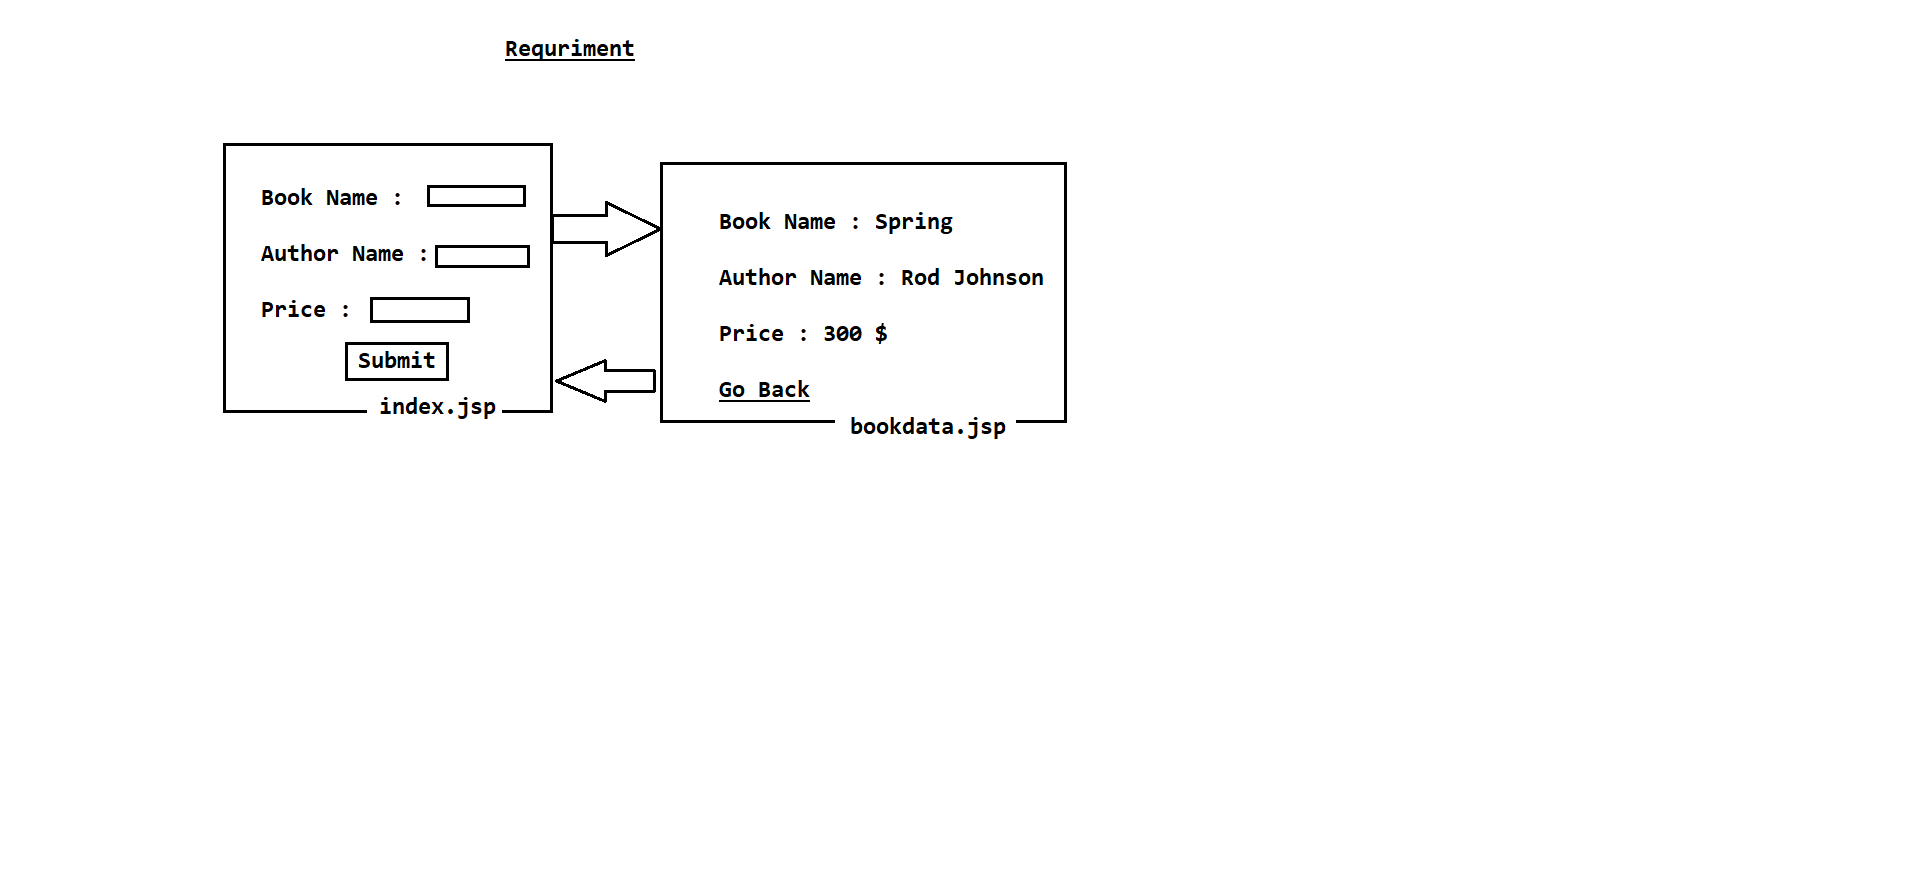 Requriment
Book Name :
Author Name :
Price :
Submit
index.jsp
Book Name : Spring
Author Name : Rod Johnson
Price : 300 $
Go Back
bookdata.jsp